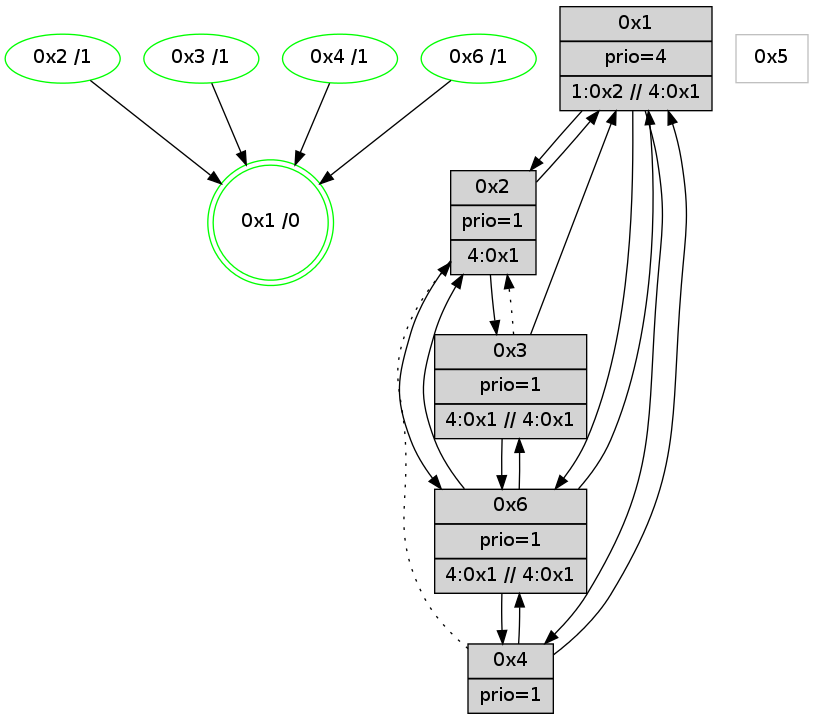 0x2 /1
0x3 /1
0x4 /1
0x6 /1
0x1 /0
0x1
prio=4
1:0x2 // 4:0x1
0x5
0x2
prio=1
4:0x1
0x3
prio=1
4:0x1 // 4:0x1
0x6
prio=1
4:0x1 // 4:0x1
0x4
prio=1